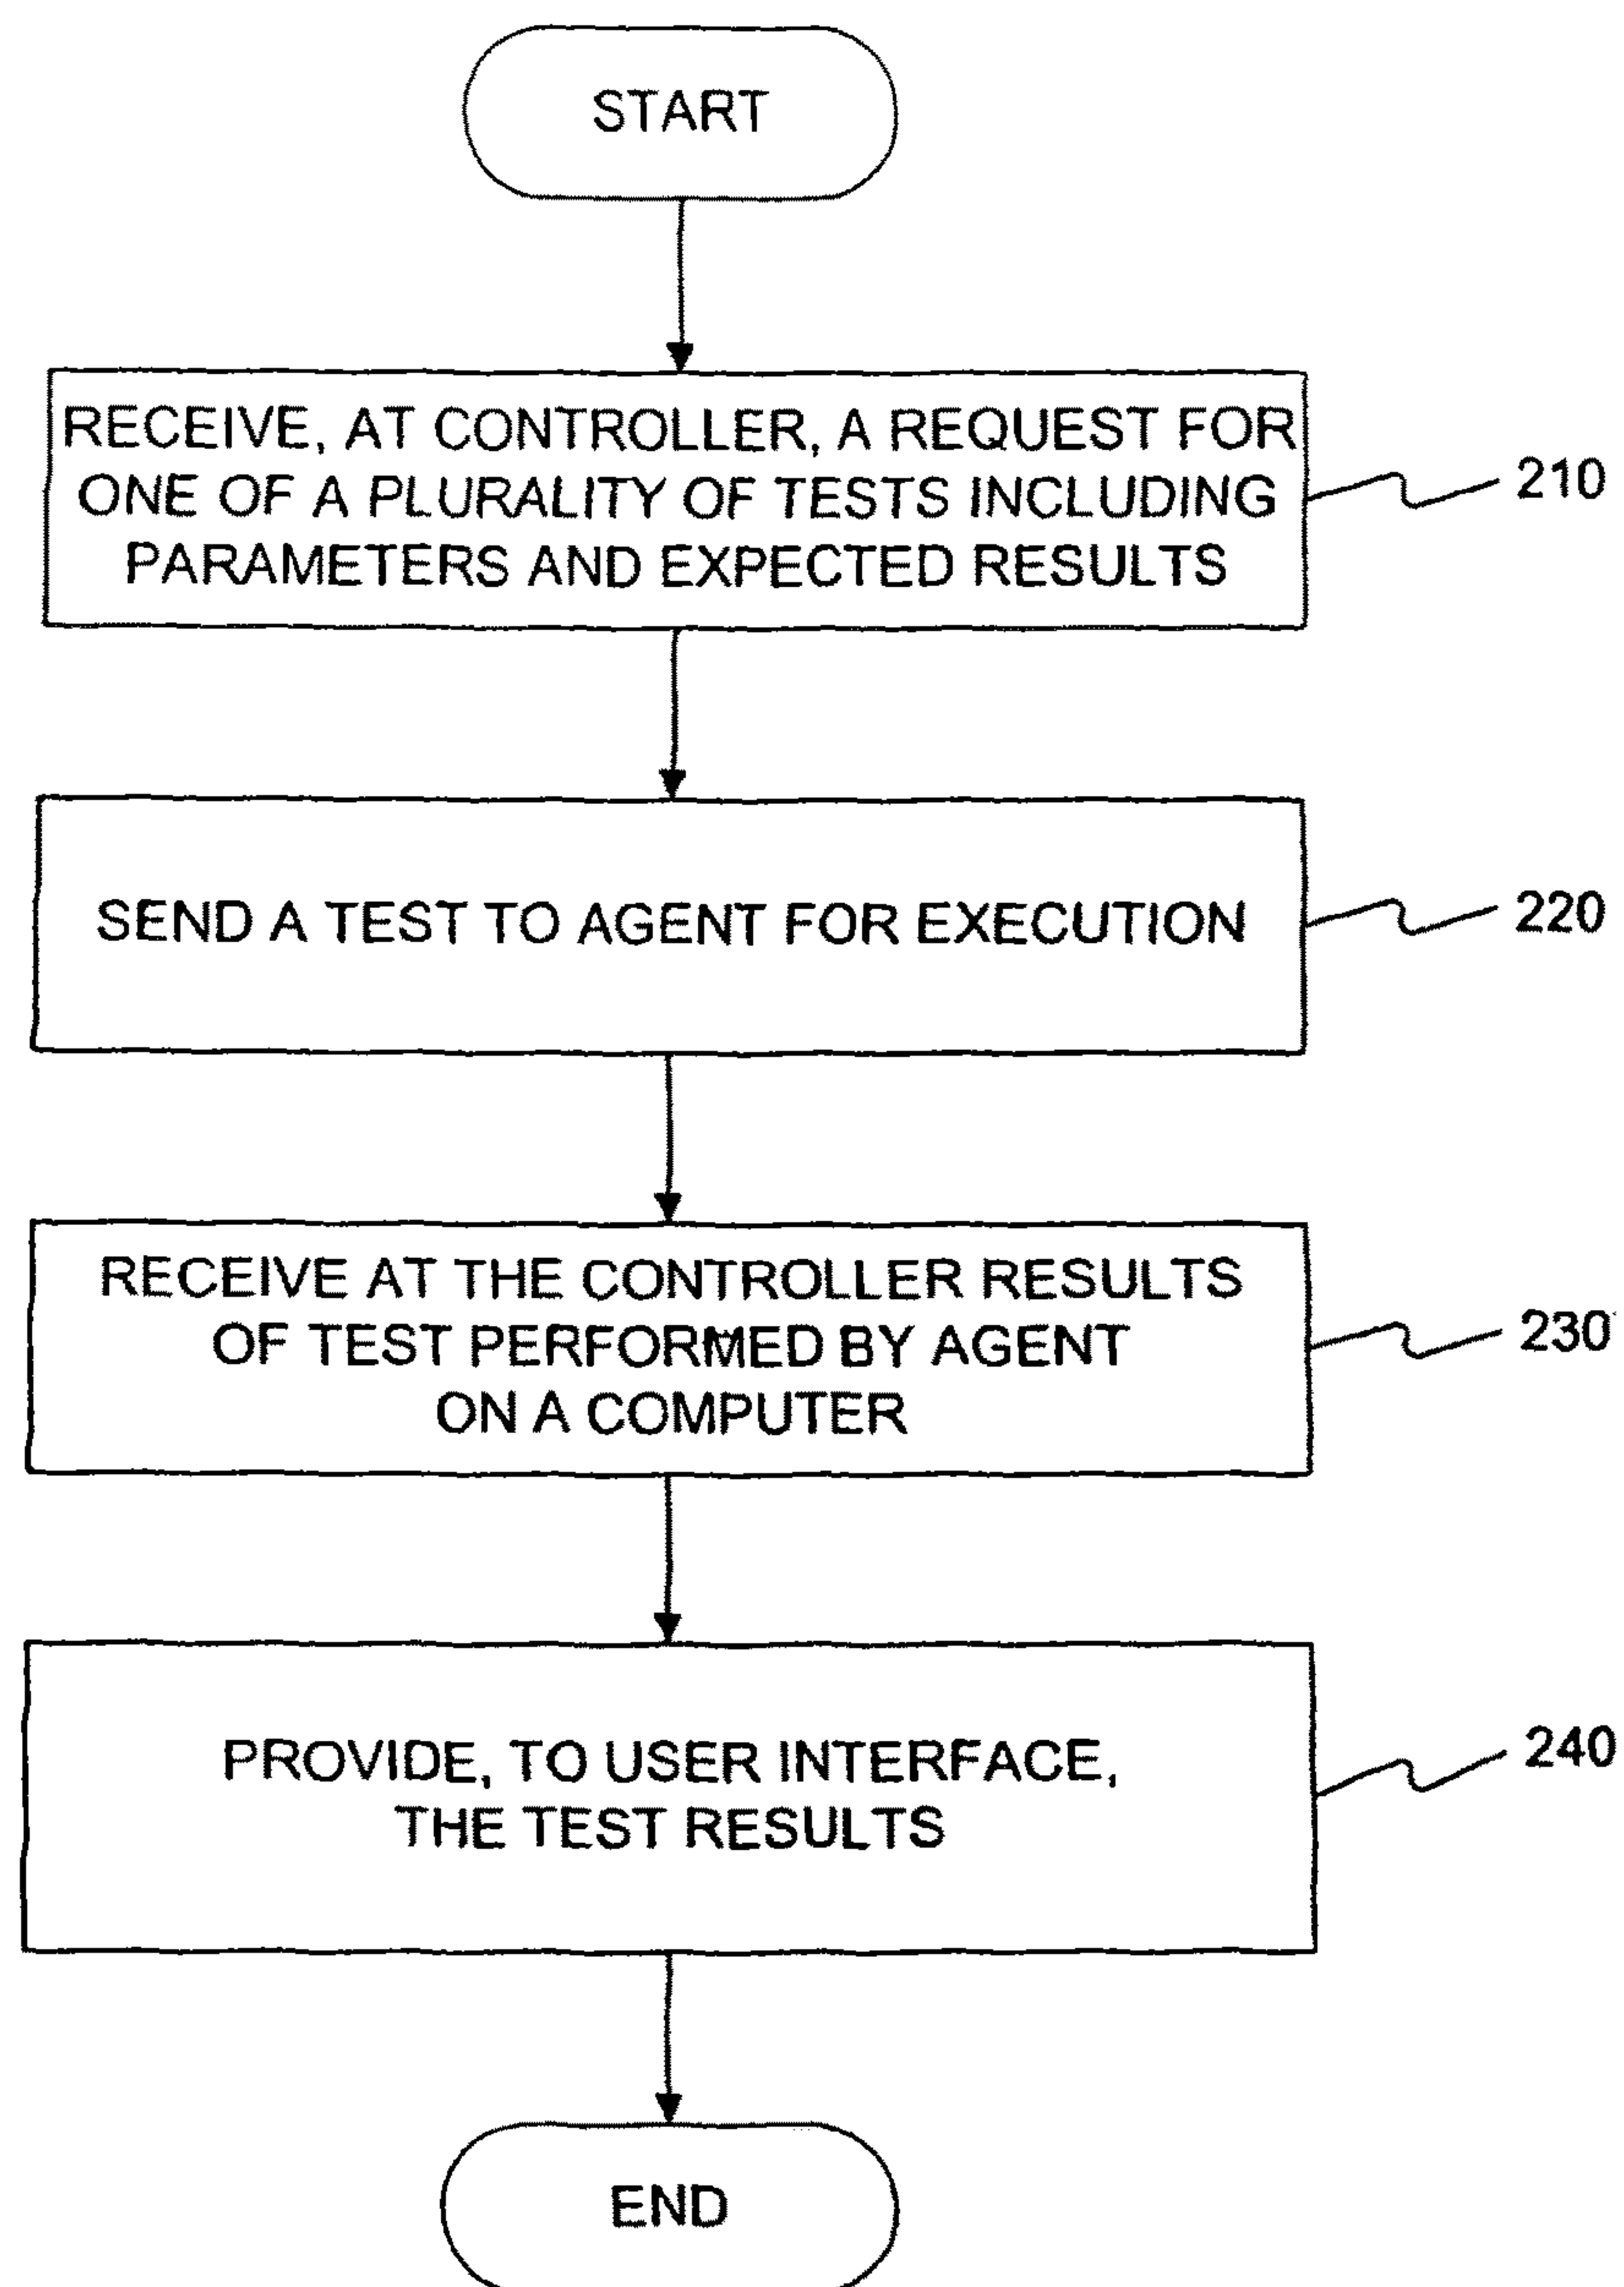 START
RECEIVE, AT CONTROLLER, A REQUEST FOR
ONE OF A PLURALITY OF TESTS INCLUDING
PARAMETERS AND EXPECTED RESULTS
210
SEND A TEST TO AGENT FOR EXECUTION
220
RECEIVE AT THE CONTROLLER RESULTS
OF TEST PERFORMED BY AGENT
ON A COMPUTER
230
PROVIDE, TO USER INTERFACE,
THE TEST RESULTS
240
END